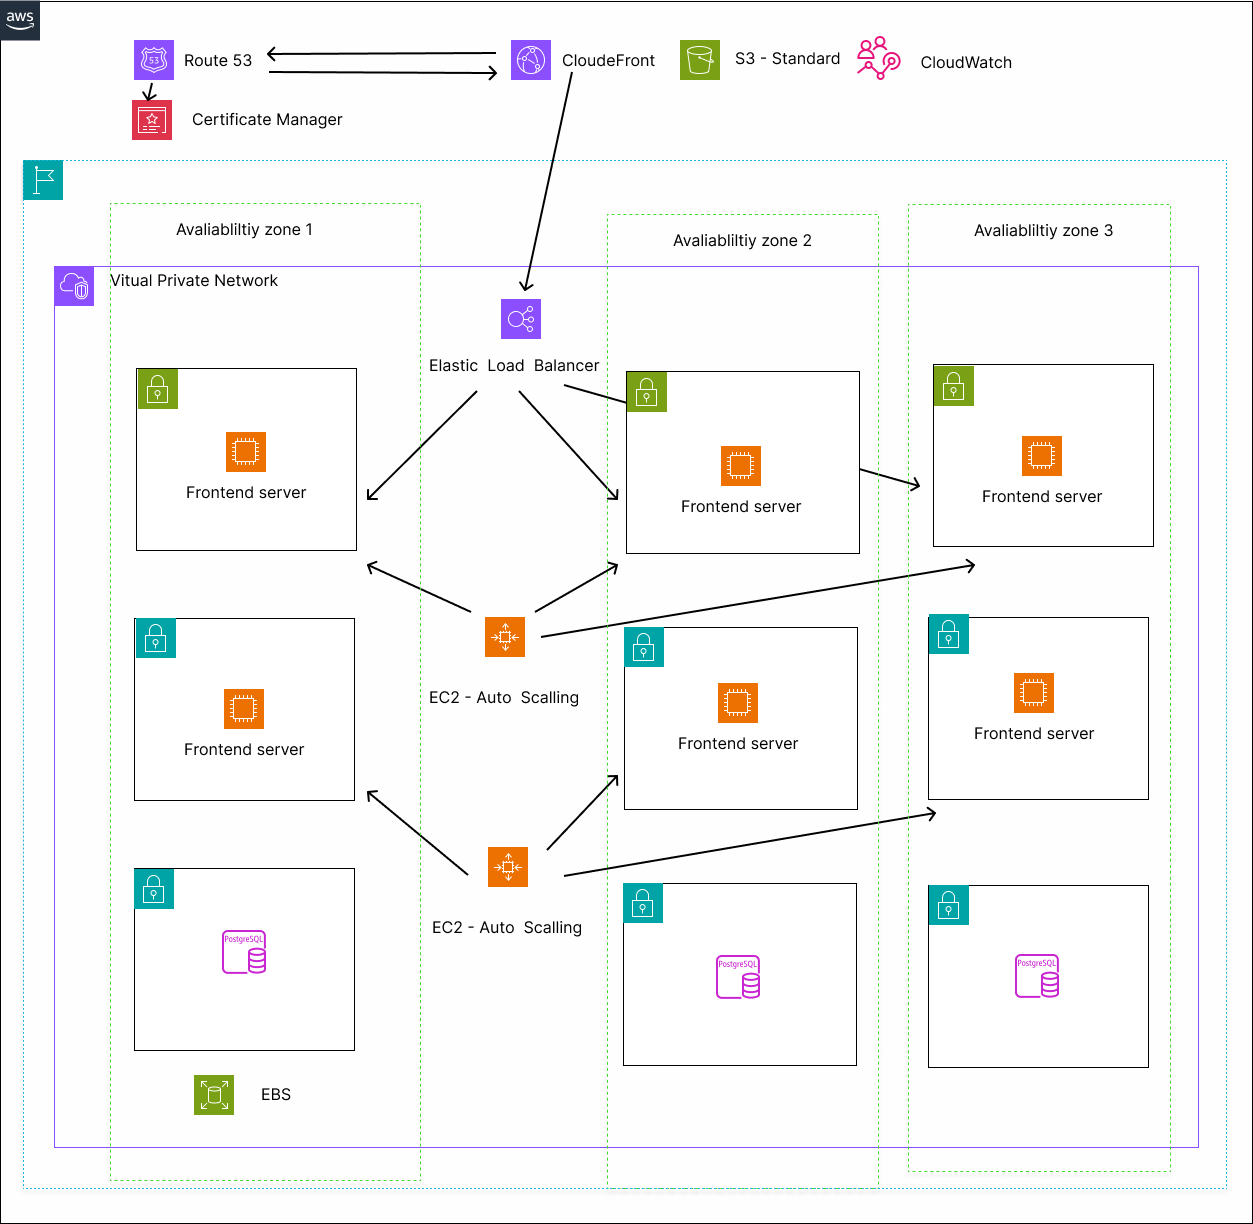 aws
53
Route 53
CloudeFront
S3 - Standard
CloudWatch
Certificate Manager
Avaliabliltiy zone 1
Avaliabliltiy zone 2
Avaliabliltiy zone 3
Vitual Private Network
Elastic Load Balancer
Frontend server
Frontend server
Frontend server
EC2 - Auto Scalling
Frontend server
Frontend server
Frontend server
EC2 - Auto Scalling
PostgreSQL
PostgreSQL
PostgreSQL
EBS